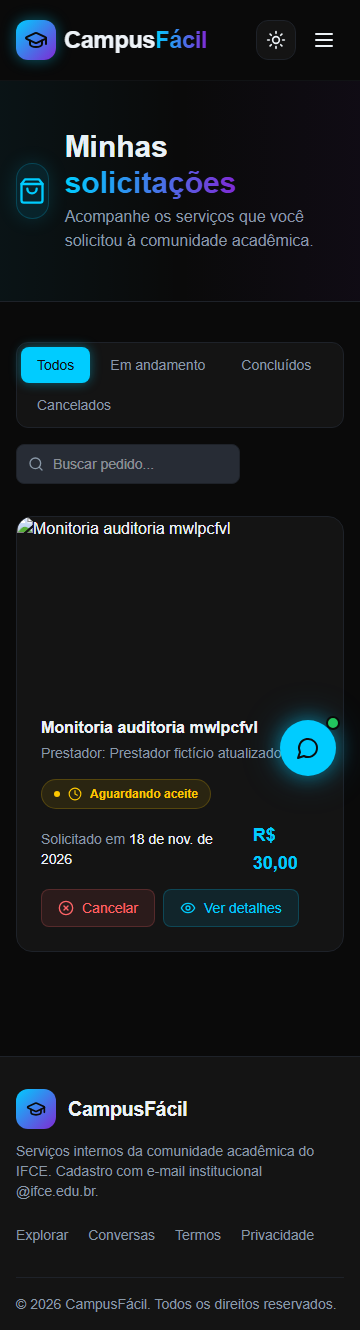 CampusFácil
Minhas
solicitações
Acompanhe os serviços que você
solicitou à comunidade acadêmica.
Todos
Em andamento
Concluídos
Cancelados
Buscar pedido...
Monitoria auditoria mwlpcfvl
Monitoria auditoria mwlpcfvl
Prestador: Prestador fictício atualizado
Aguardando aceite
Solicitado em 18 de nov. de
2026
R$
30,00
Cancelar
Ver detalhes
CampusFácil
Serviços internos da comunidade acadêmica do
IFCE. Cadastro com e-mail institucional
@ifce.edu.br.
Explorar
Conversas
Termos
Privacidade
© 2026 CampusFácil. Todos os direitos reservados.